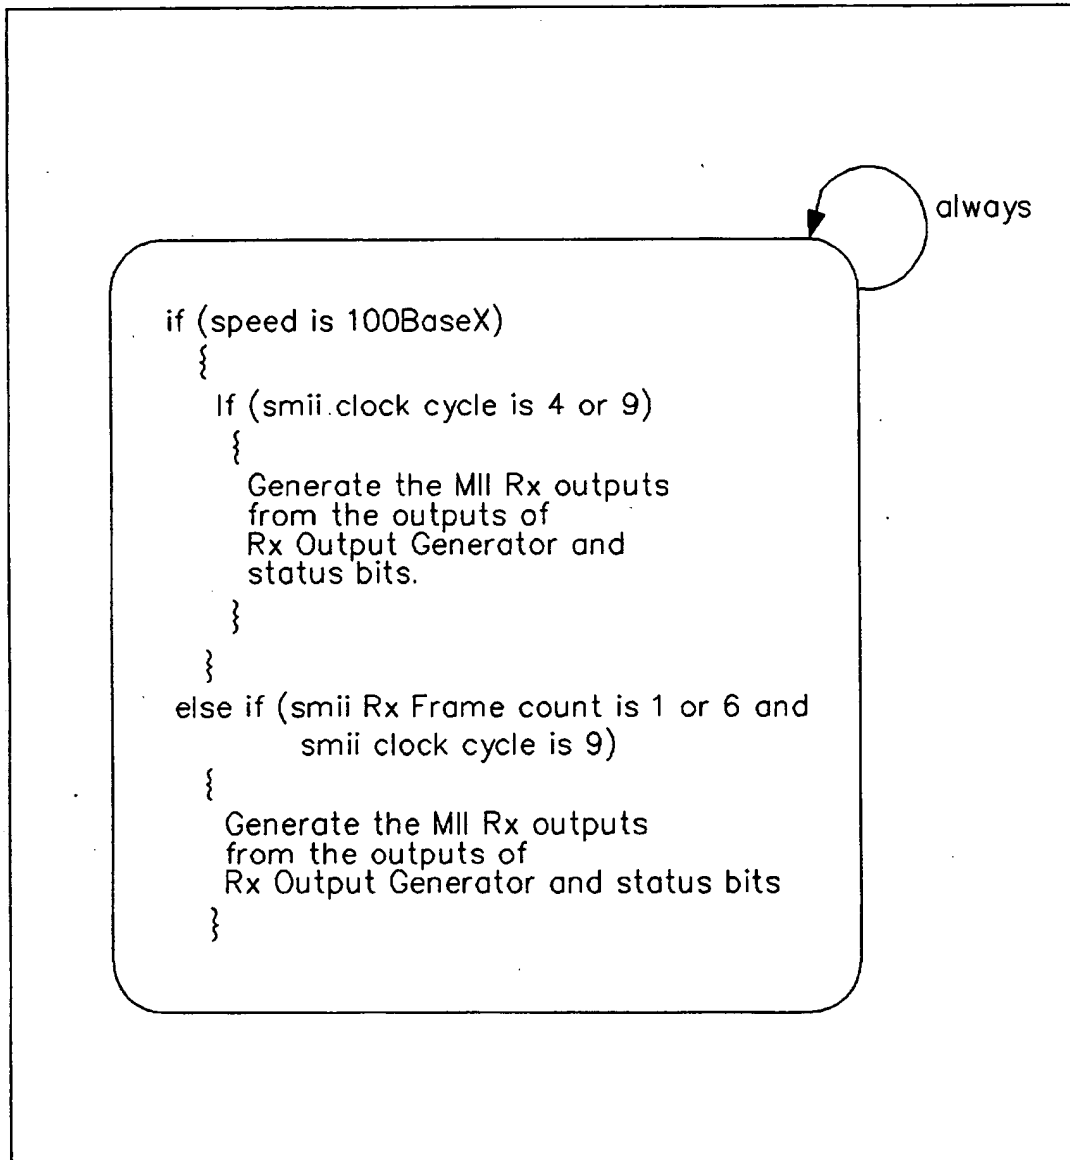 always
if (speed is 100BaseX)
{
If (smii clock cycle is 4 or 9)
{
Generate the MII Rx outputs
from the outputs of
Rx Output Generator and
status bits.
}
}
else if (smii Rx Frame count is 1 or 6 and
smii clock cycle is 9)
{
Generate the MII Rx outputs
from the outputs of
Rx Output Generator and status bits
}